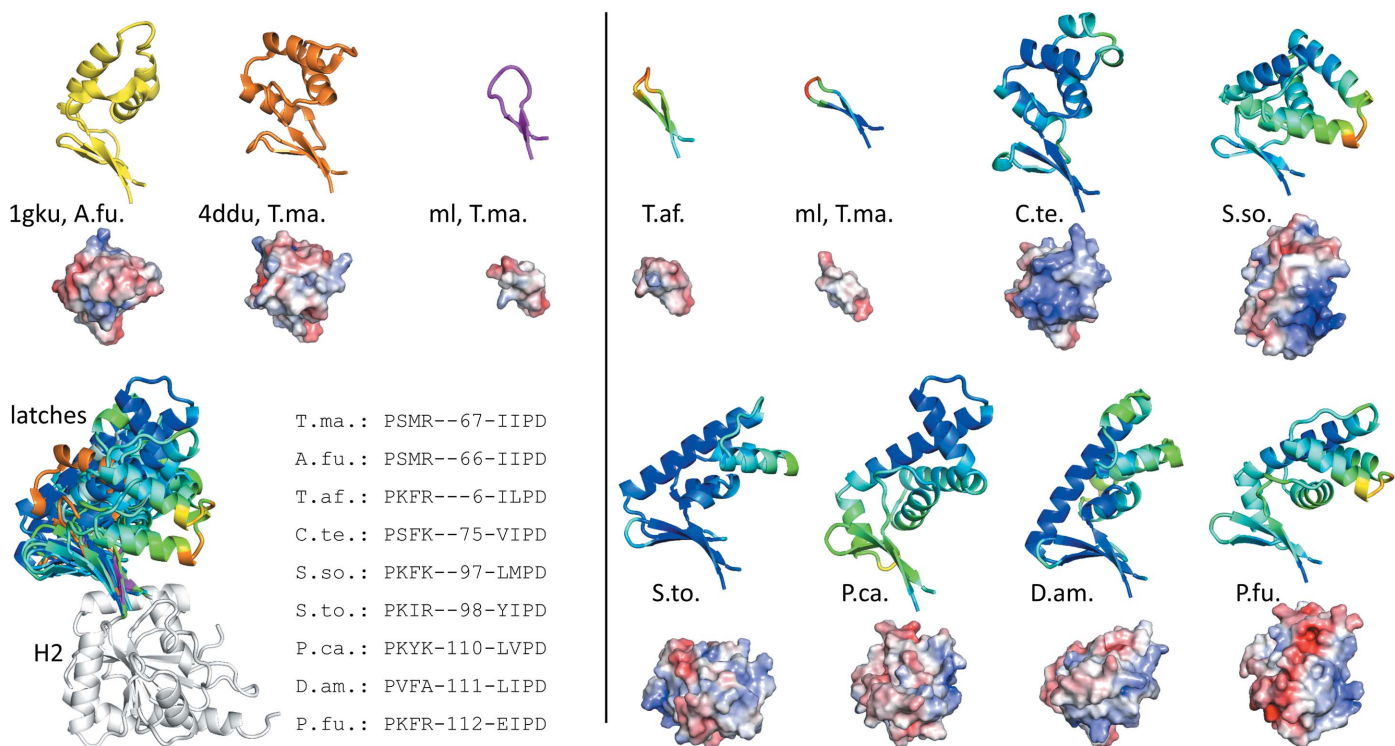 1gku, A.fu.
4ddu, T.ma.
ml, T.ma.
T.af.
ml, T.ma.
C.te.
S.so.
latches
H2
T.ma.: PSMR--67-IIPD
A.fu.: PSMR--66-IIPD
T.af.: PKFR---6-ILPD
C.te.: PSFK--75-VIPD
S.so.: PKFK--97-LMPD
S.to.: PKIR--98-YIPD
P.ca.: PKYK-110-LVPD
D.am.: PVFA-111-LIPD
P.fu.: PKFR-112-EIPD
S.to.
P.ca.
D.am.
P.fu.